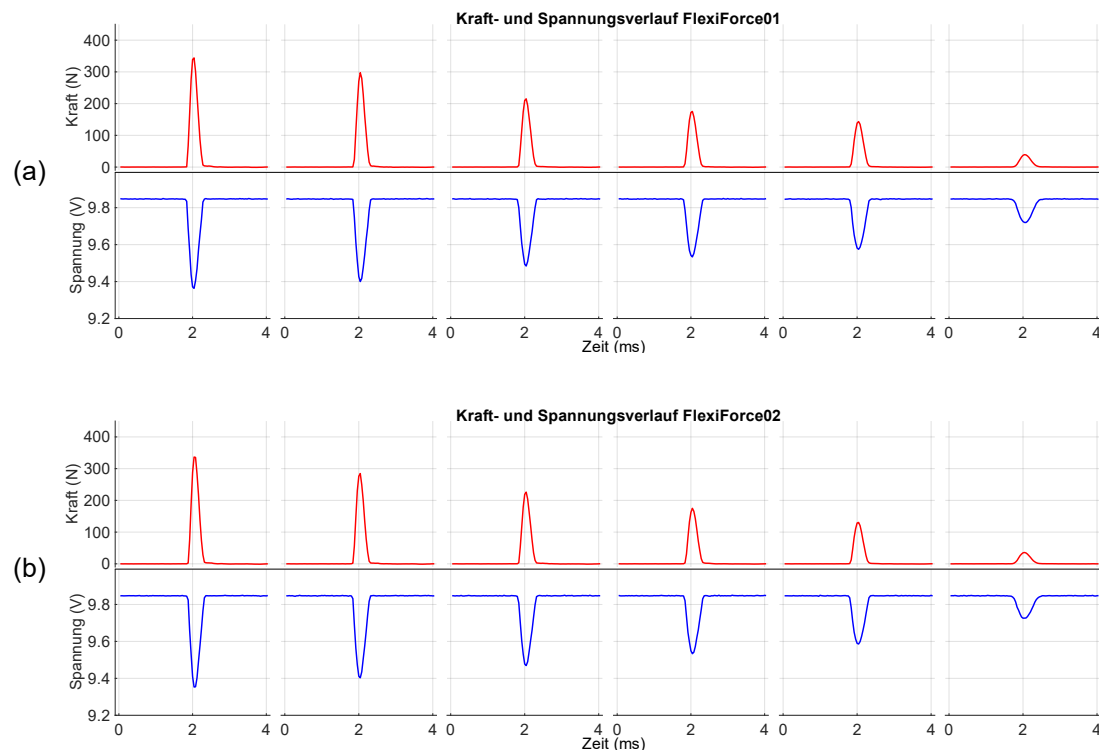 Kraft- und Spannungsverlauf FlexiForce01
400
300
200
100
0
Kraft (N)
(a)
9.8
9.6
9.4
9.2
Spannung (V)
0 2 4 0 2 4 0 2 4 0 2 4 0 2 4 0 2 4
Zeit (ms)
Kraft- und Spannungsverlauf FlexiForce02
400
300
200
100
0
Kraft (N)
(b)
9.8
9.6
9.4
9.2
Spannung (V)
0 2 4 0 2 4 0 2 4 0 2 4 0 2 4 0 2 4
Zeit (ms)